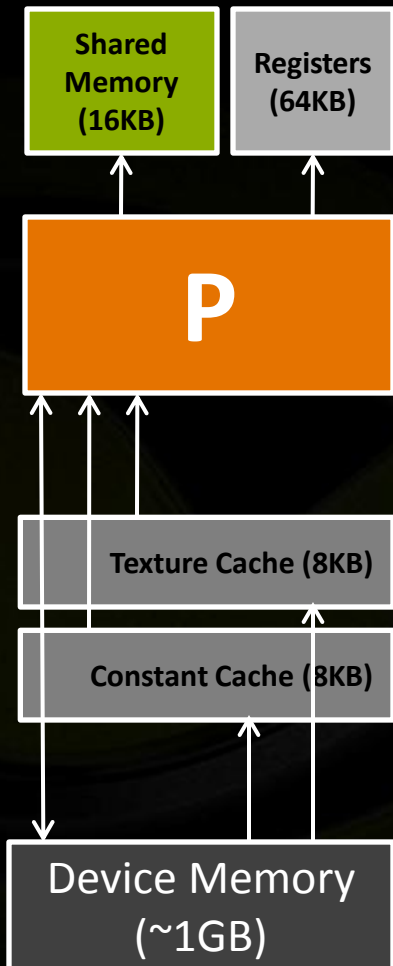 Shared
Memory
(16KB)
Registers
(64KB)
P
Texture Cache (8KB)
Constant Cache (8KB)
Device Memory
(~1GB)